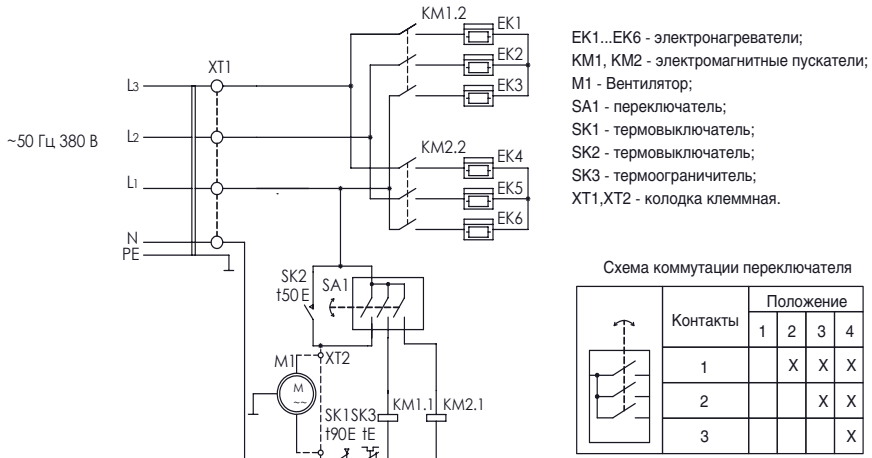 KM1.2
EK1
EK2
EK3
XT1
L3
~50 Гц 380 В
L2
L1
N
PE
KM2.2
EK4
EK5
EK6
SK2
t50 E
SA1
M1
XT2
M
~~
SK1 SK3
t90E tE
KM1.1
KM2.1
EK1...EK6 - электронагреватели;
KM1, KM2 - электромагнитные пускатели;
M1 - Вентилятор;
SA1 - переключатель;
SK1 - термовыключатель;
SK2 - термовыключатель;
SK3 - термоограничитель;
XT1,XT2 - колодка клеммная.
Схема коммутации переключателя
Контакты
Положение
1 2 3 4
1 X X X
2 X X
3 X